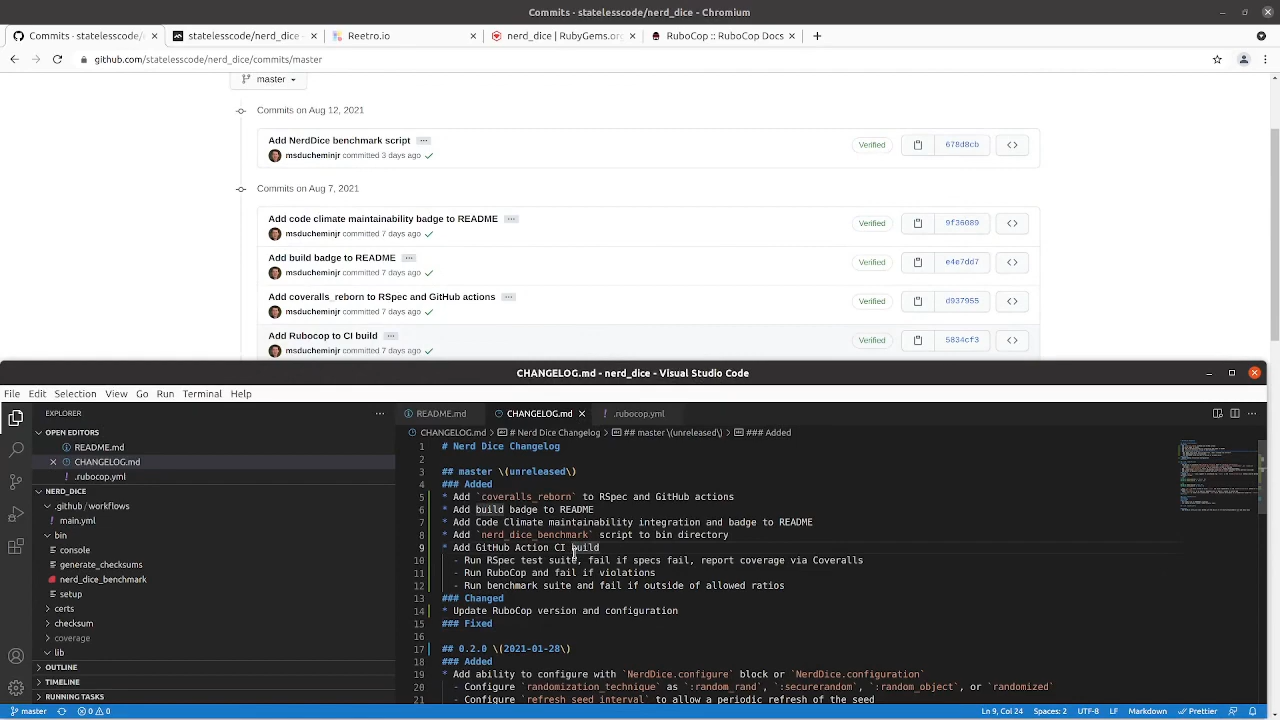 Commits - statelesscode/nerd_dice - Chromium
Commits - statelesscode/ne
statelesscode/nerd_dice -
Reetro.io
nerd_dice | RubyGems.org
RuboCop :: RuboCop Docs
github.com/statelesscode/nerd_dice/commits/master
master
Commits on Aug 12, 2021
Add NerdDice benchmark script
msducheminjr committed 3 days ago
Verified
678d8cb
Commits on Aug 7, 2021
Add code climate maintainability badge to README
msducheminjr committed 7 days ago
Verified
9f36089
Add build badge to README
msducheminjr committed 7 days ago
Verified
e4e7dd7
Add coveralls_reborn to RSpec and GitHub actions
msducheminjr committed 7 days ago
Verified
d937955
Add Rubocop to CI build
msducheminjr committed 7 days ago
Verified
5834cf3
CHANGELOG.md - nerd_dice - Visual Studio Code
File Edit Selection View Go Run Terminal Help
EXPLORER
OPEN EDITORS
README.md
CHANGELOG.md
.rubocop.yml
NERD_DICE
.github / workflows
main.yml
bin
console
generate_checksums
nerd_dice_benchmark
setup
certs
checksum
coverage
lib
OUTLINE
TIMELINE
RUNNING TASKS
README.md CHANGELOG.md .rubocop.yml
CHANGELOG.md > # Nerd Dice Changelog > ## master \(unreleased\) > ### Added
1 # Nerd Dice Changelog
2
3 ## master \(unreleased\)
4 ### Added
5 * Add `coveralls_reborn` to RSpec and GitHub actions
6 * Add build badge to README
7 * Add Code Climate maintainability integration and badge to README
8 * Add `nerd_dice_benchmark` script to bin directory
9 * Add GitHub Action CI build
10 - Run RSpec test suite, fail if specs fail, report coverage via Coveralls
11 - Run RuboCop and fail if violations
12 - Run benchmark suite and fail if outside of allowed ratios
13 ### Changed
14 * Update RuboCop version and configuration
15 ### Fixed
16
17 ## 0.2.0 \(2021-01-28\)
18 ### Added
19 * Add ability to configure with `NerdDice.configure` block or `NerdDice.configuration`
20 - Configure `randomization_technique` as `:random_rand`, `:securerandom`, `:random_object`, or `randomized`
21 - Configure `refresh_seed_interval` to allow a periodic refresh of the seed
master 0 0 Ln 9, Col 24 Spaces: 2 UTF-8 LF Markdown Prettier